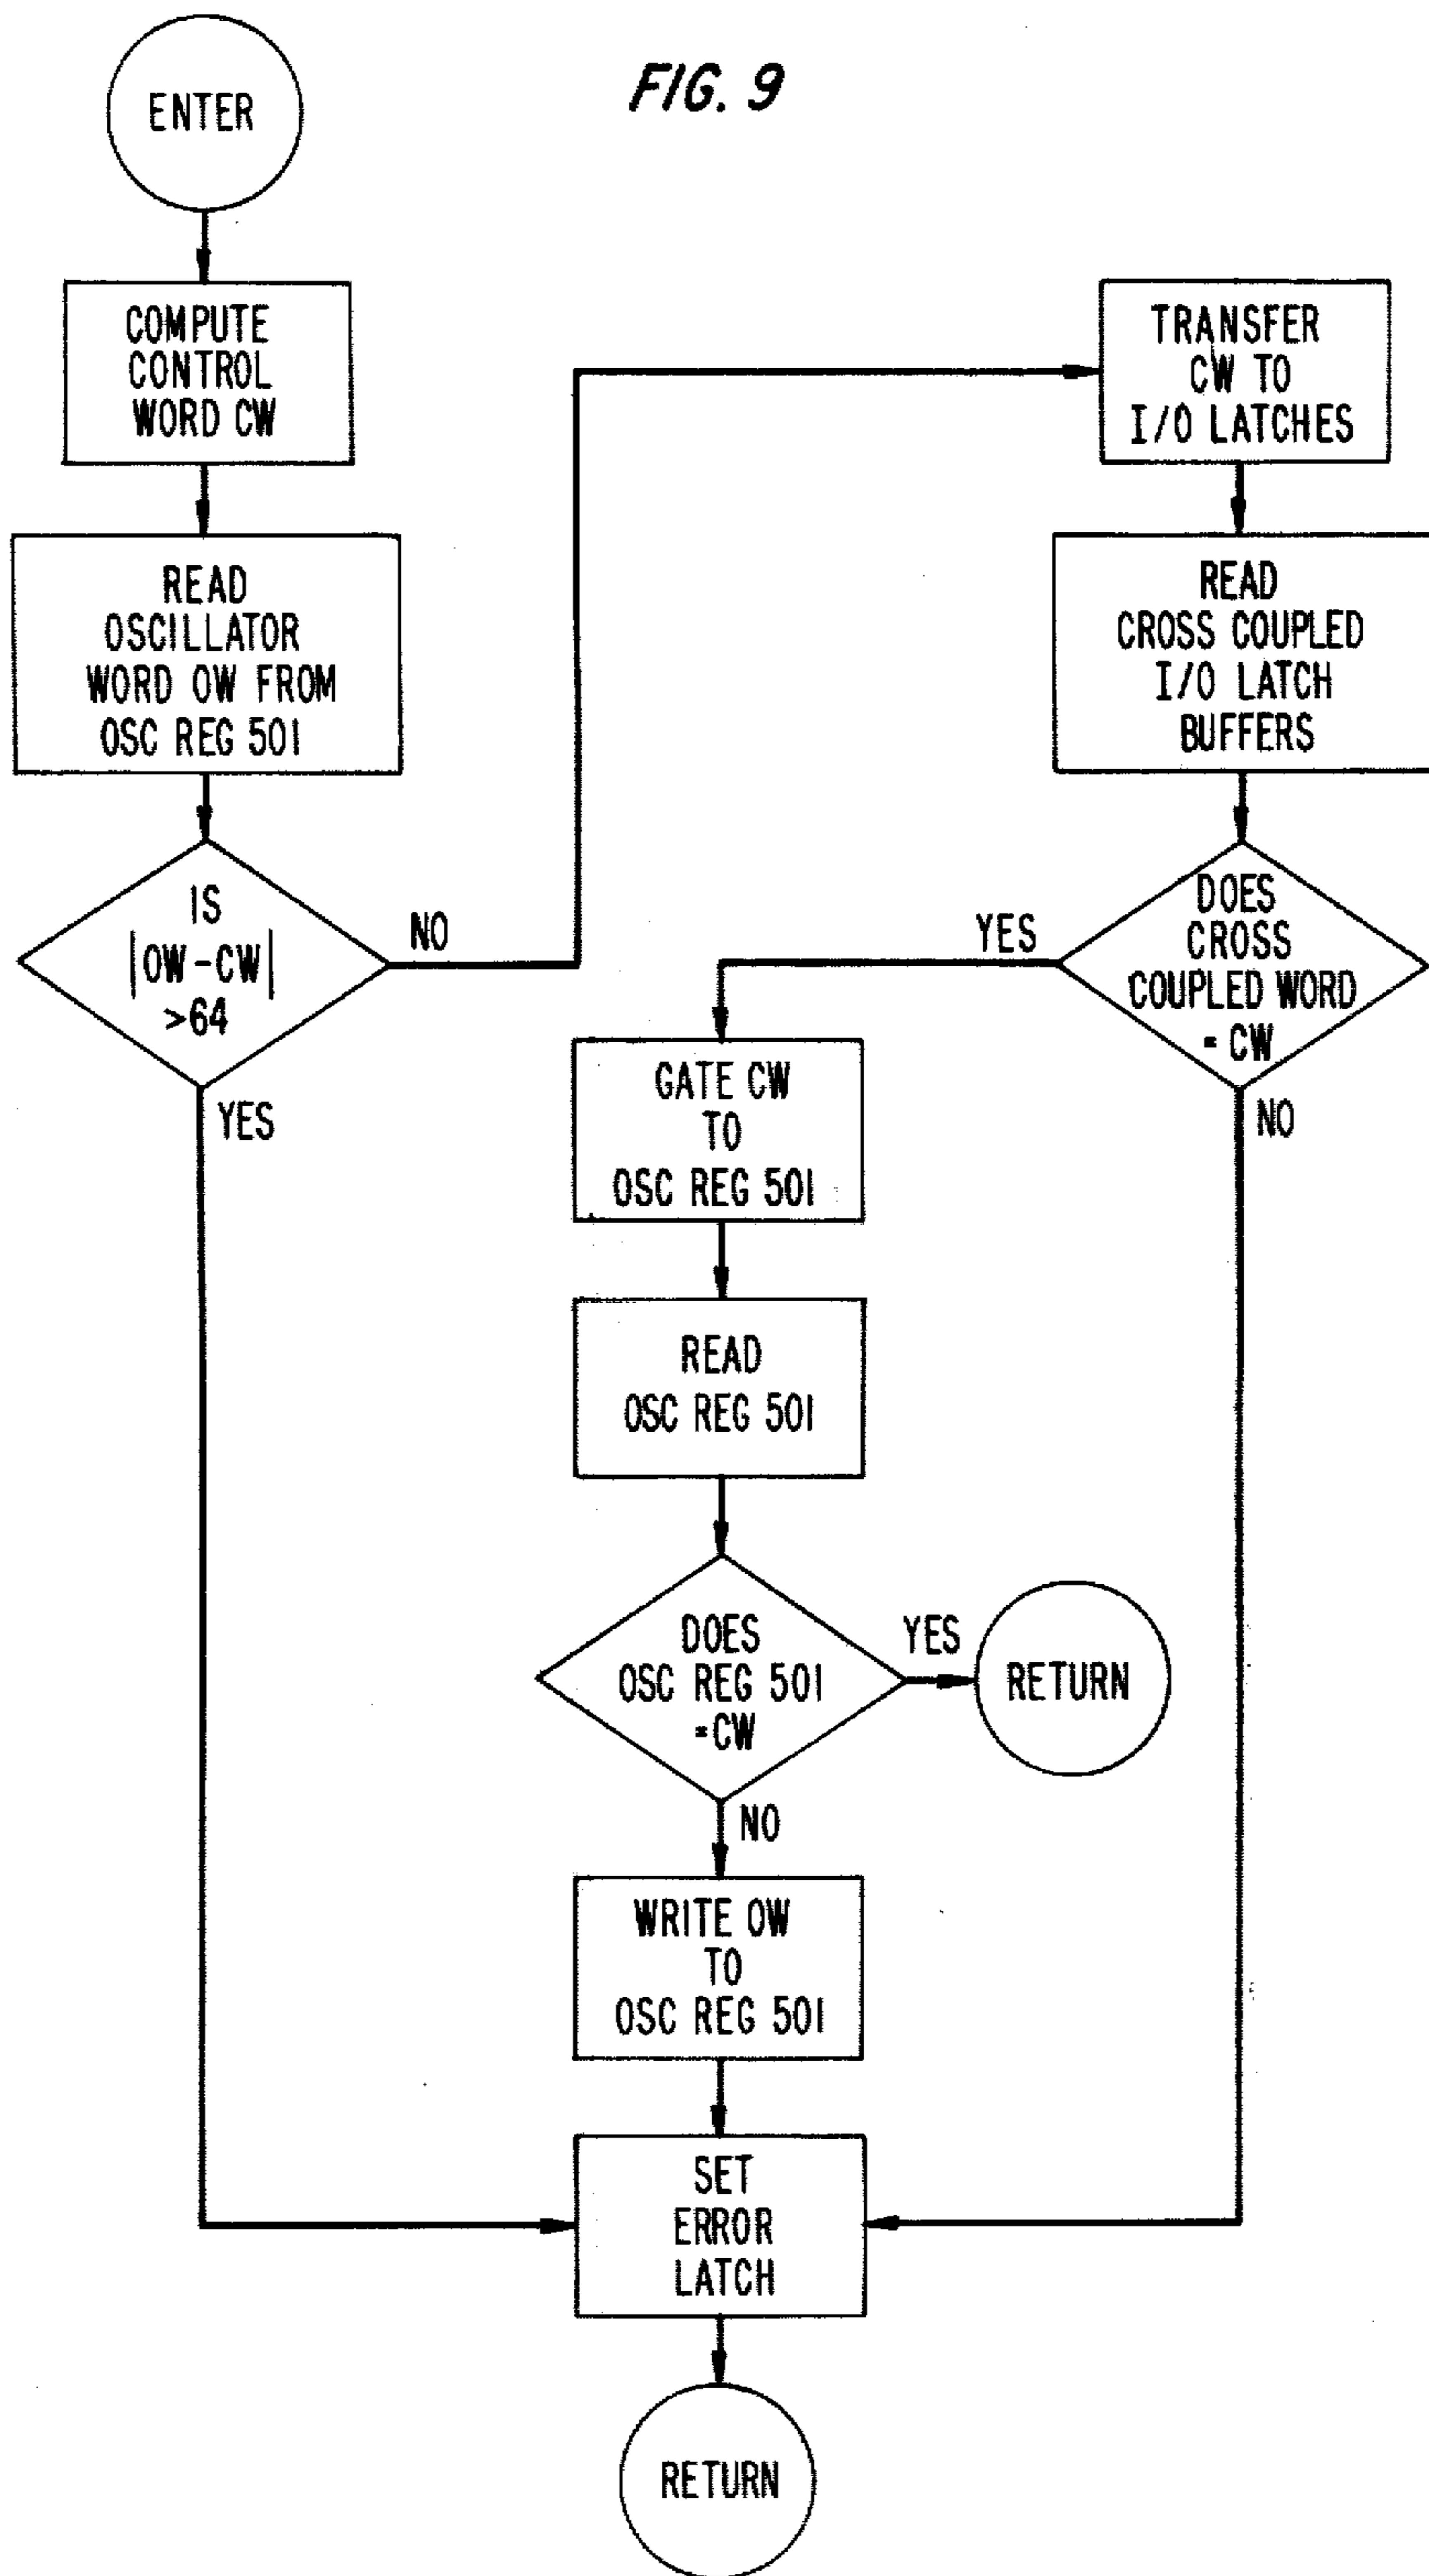 FIG. 9
ENTER
COMPUTE
CONTROL
WORD CW
READ
OSCILLATOR
WORD OW FROM
OSC REG 501
IS
|OW-CW|
>64
NO
YES
TRANSFER
CW TO
I/O LATCHES
READ
CROSS COUPLED
I/O LATCH
BUFFERS
DOES
CROSS
COUPLED WORD
= CW
YES
NO
GATE CW
TO
OSC REG 501
READ
OSC REG 501
DOES
OSC REG 501
=CW
YES
RETURN
NO
WRITE OW
TO
OSC REG 501
SET
ERROR
LATCH
RETURN